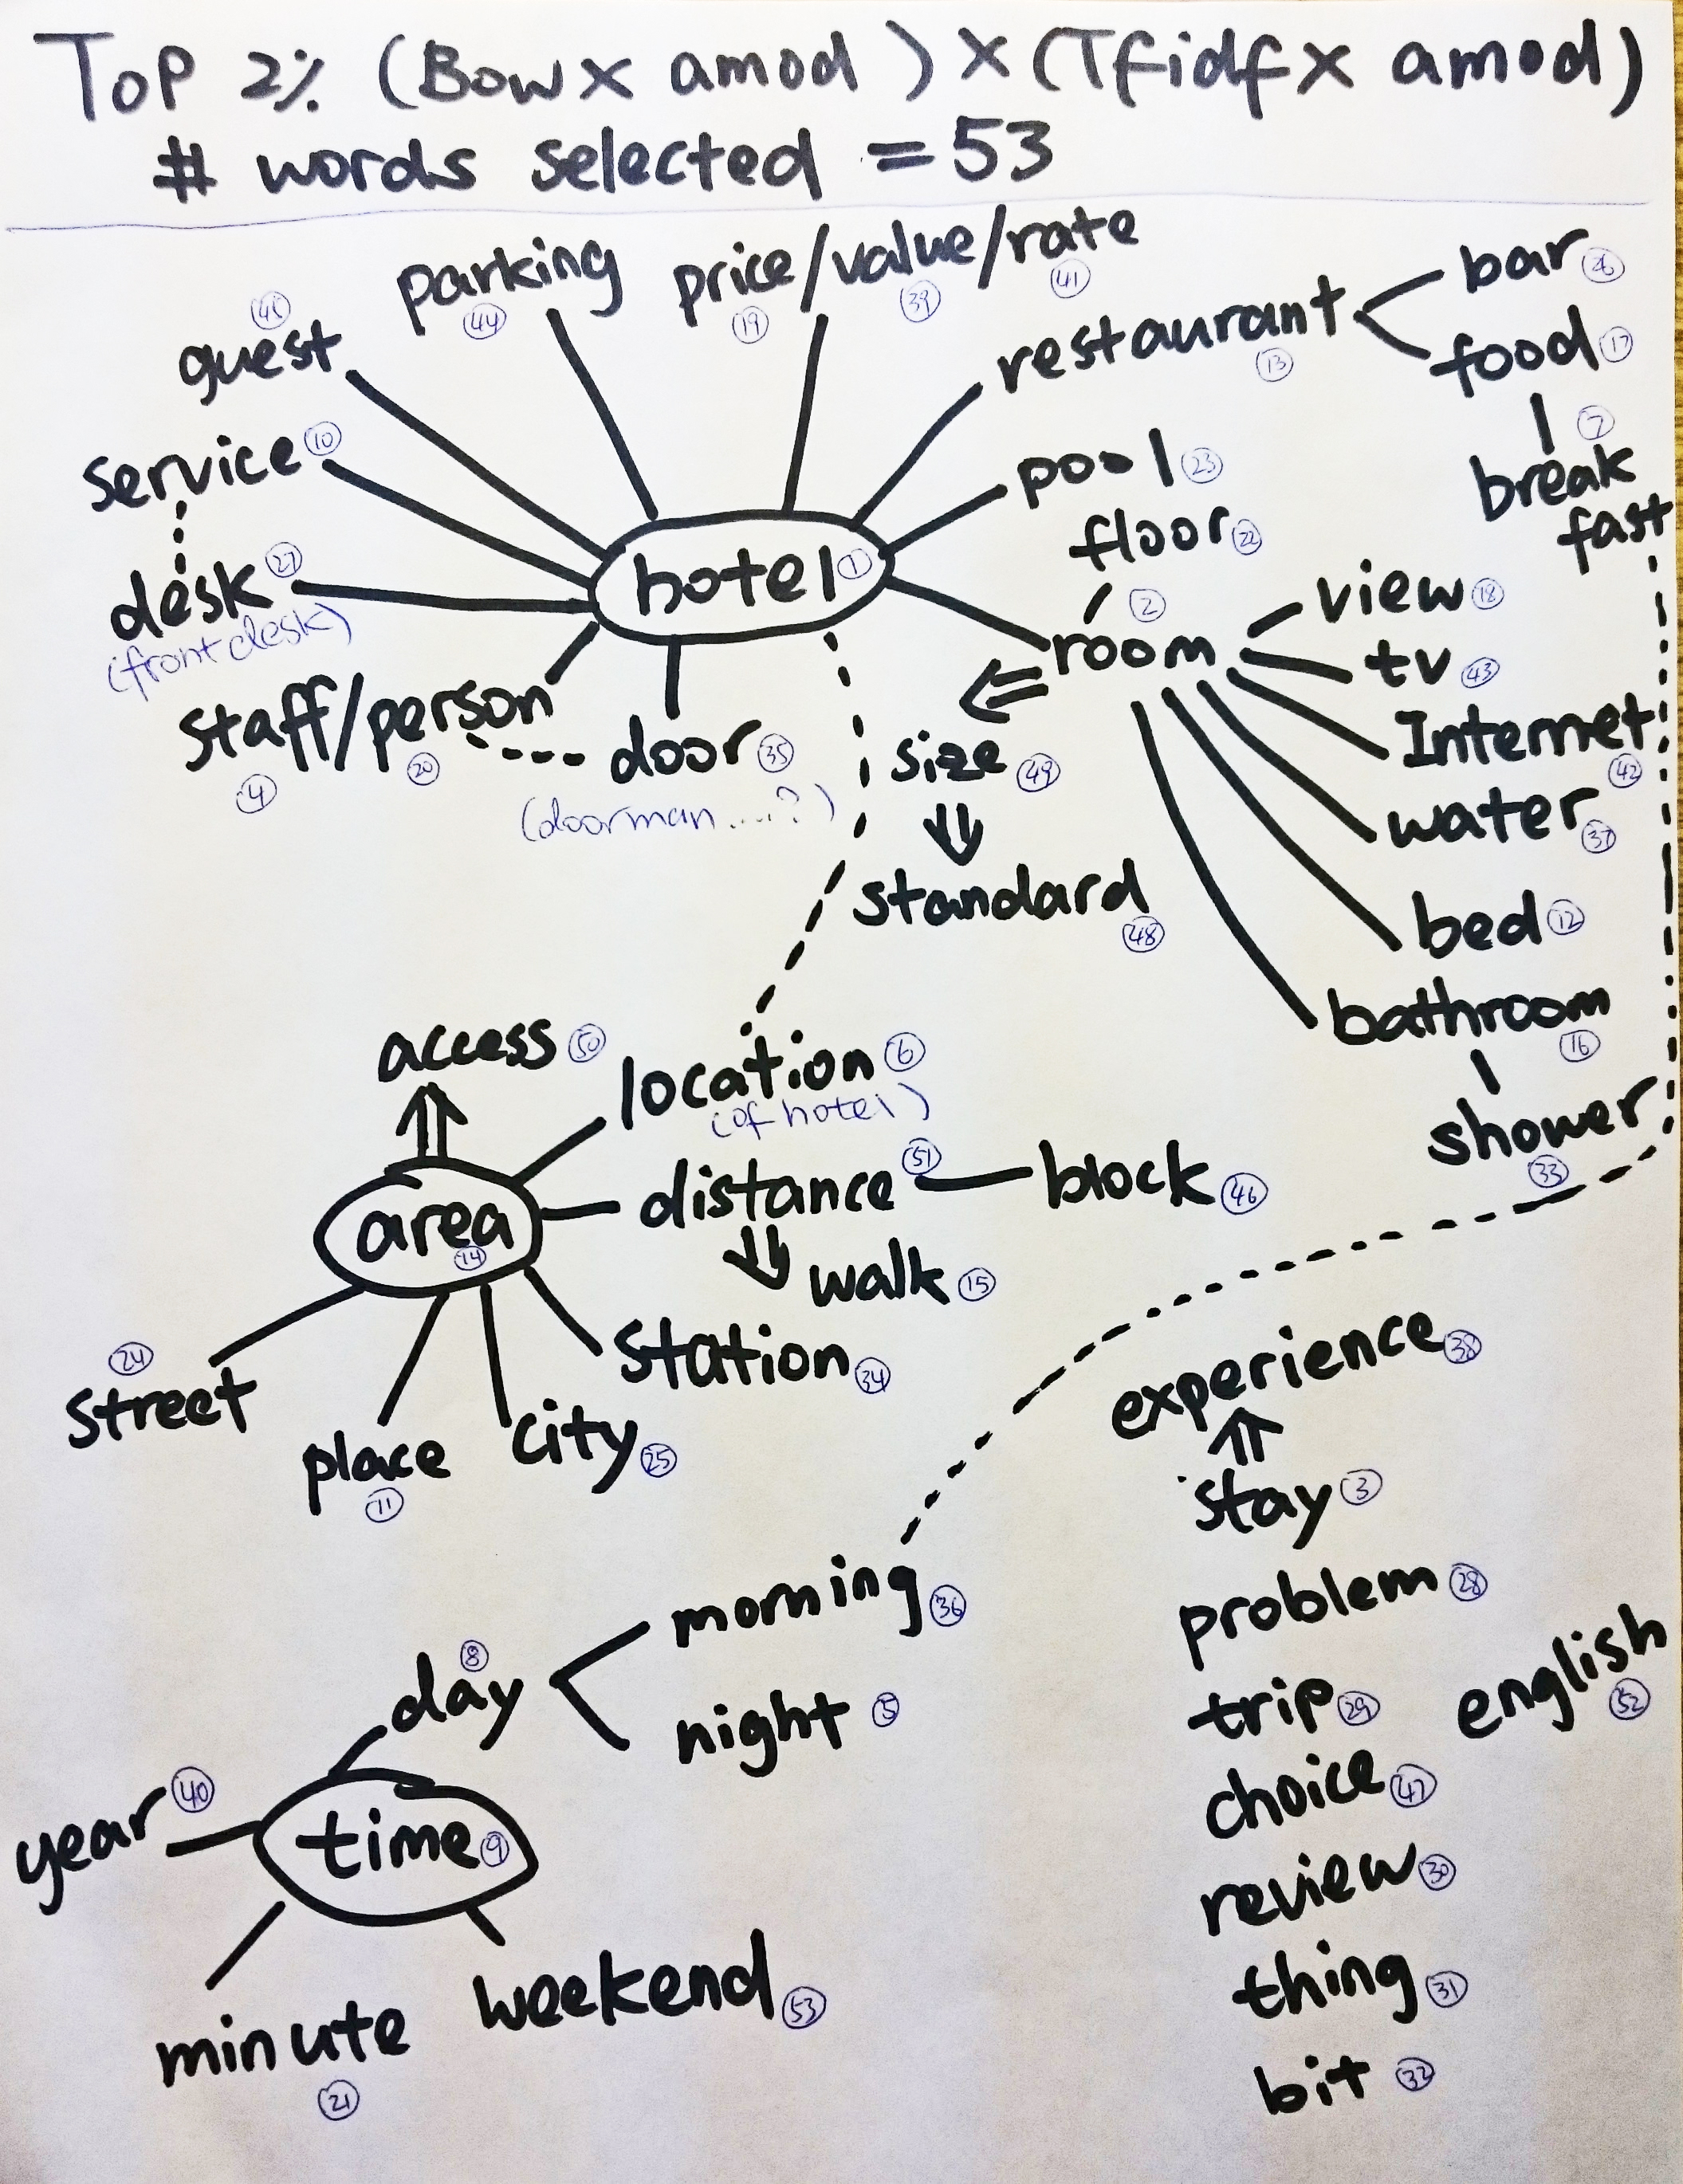 Top 2% (Bow x amod) x (Tfidf x amod)
# words selected = 53
parking 44
price/value/rate
19 39 41
guest 45
restaurant 13
bar 26
food 17
breakfast 7
service 10
pool 23
floor 22
desk 27
(front desk)
hotel 1
room 2
view 18
tv 43
Internet 42
water 37
bed 12
bathroom 16
shower 33
staff/person
4 20
door 35
(doorman....?)
size 49
standard 48
access 50
location 6
(of hotel)
area 14
distance 51
block 46
walk 15
station 34
street 24
place 11
city 25
experience 38
stay 3
problem 28
trip 29
english 52
choice 47
review 30
thing 31
bit 32
morning 36
day 8
night 5
year 40
time 9
minute 21
weekend 53